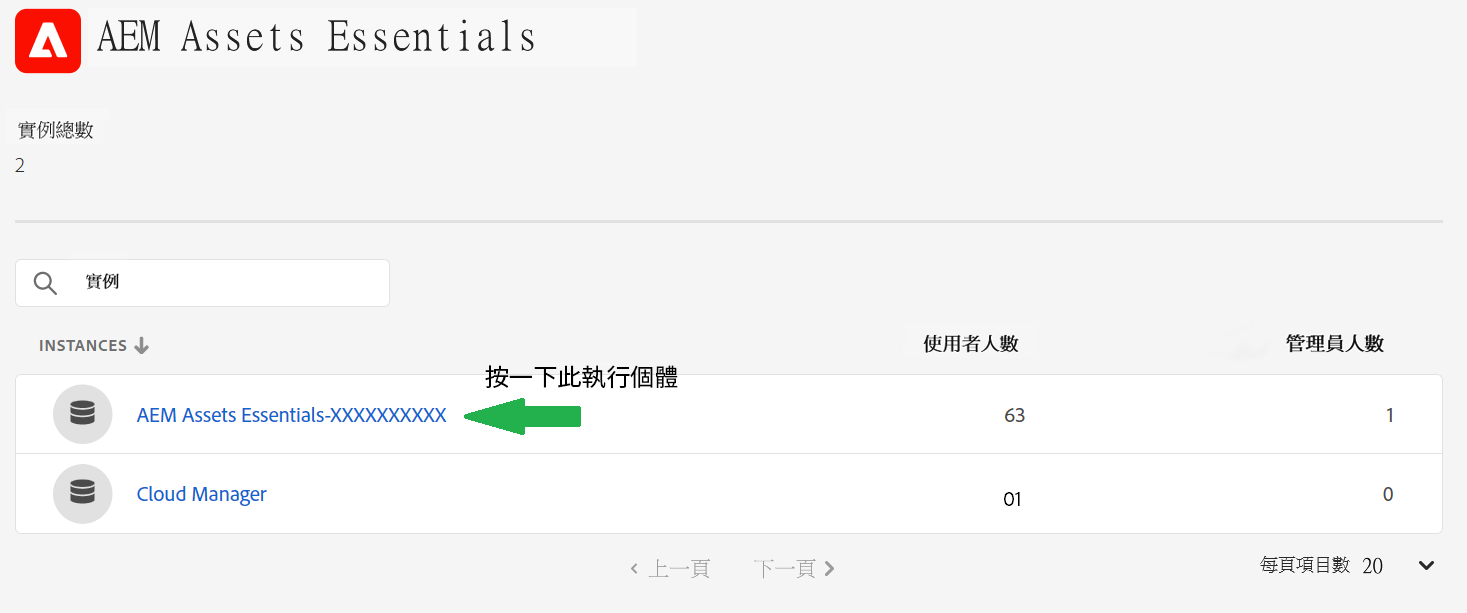 AEM Assets Essentials
實例總數
2
實例
INSTANCES 使用者人數 管理員人數
按一下此執行個體
AEM Assets Essentials-XXXXXXXXXX 63 1
Cloud Manager 01 0
上一頁 下一頁 每頁項目數 20